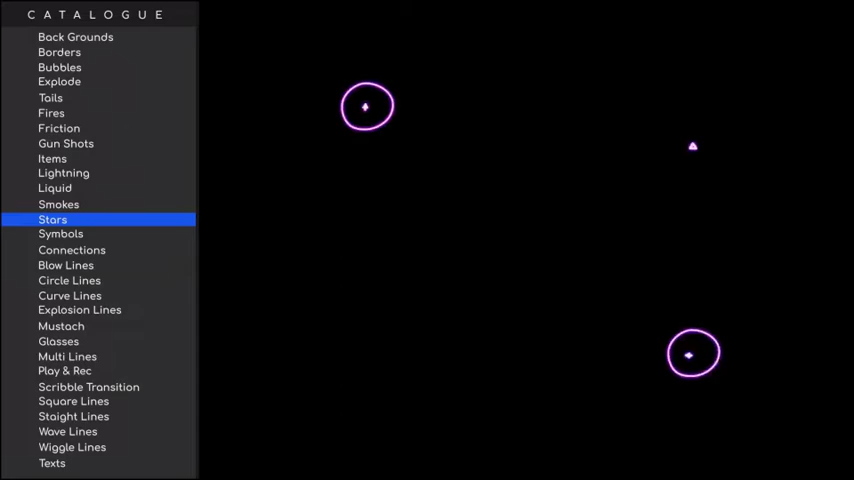 CATALOGUE
Back Grounds
Borders
Bubbles
Explode
Tails
Fires
Friction
Gun Shots
Items
Lightning
Liquid
Smokes
Stars
Symbols
Connections
Blow Lines
Circle Lines
Curve Lines
Explosion Lines
Mustach
Glasses
Multi Lines
Play & Rec
Scribble Transition
Square Lines
Staight Lines
Wave Lines
Wiggle Lines
Texts